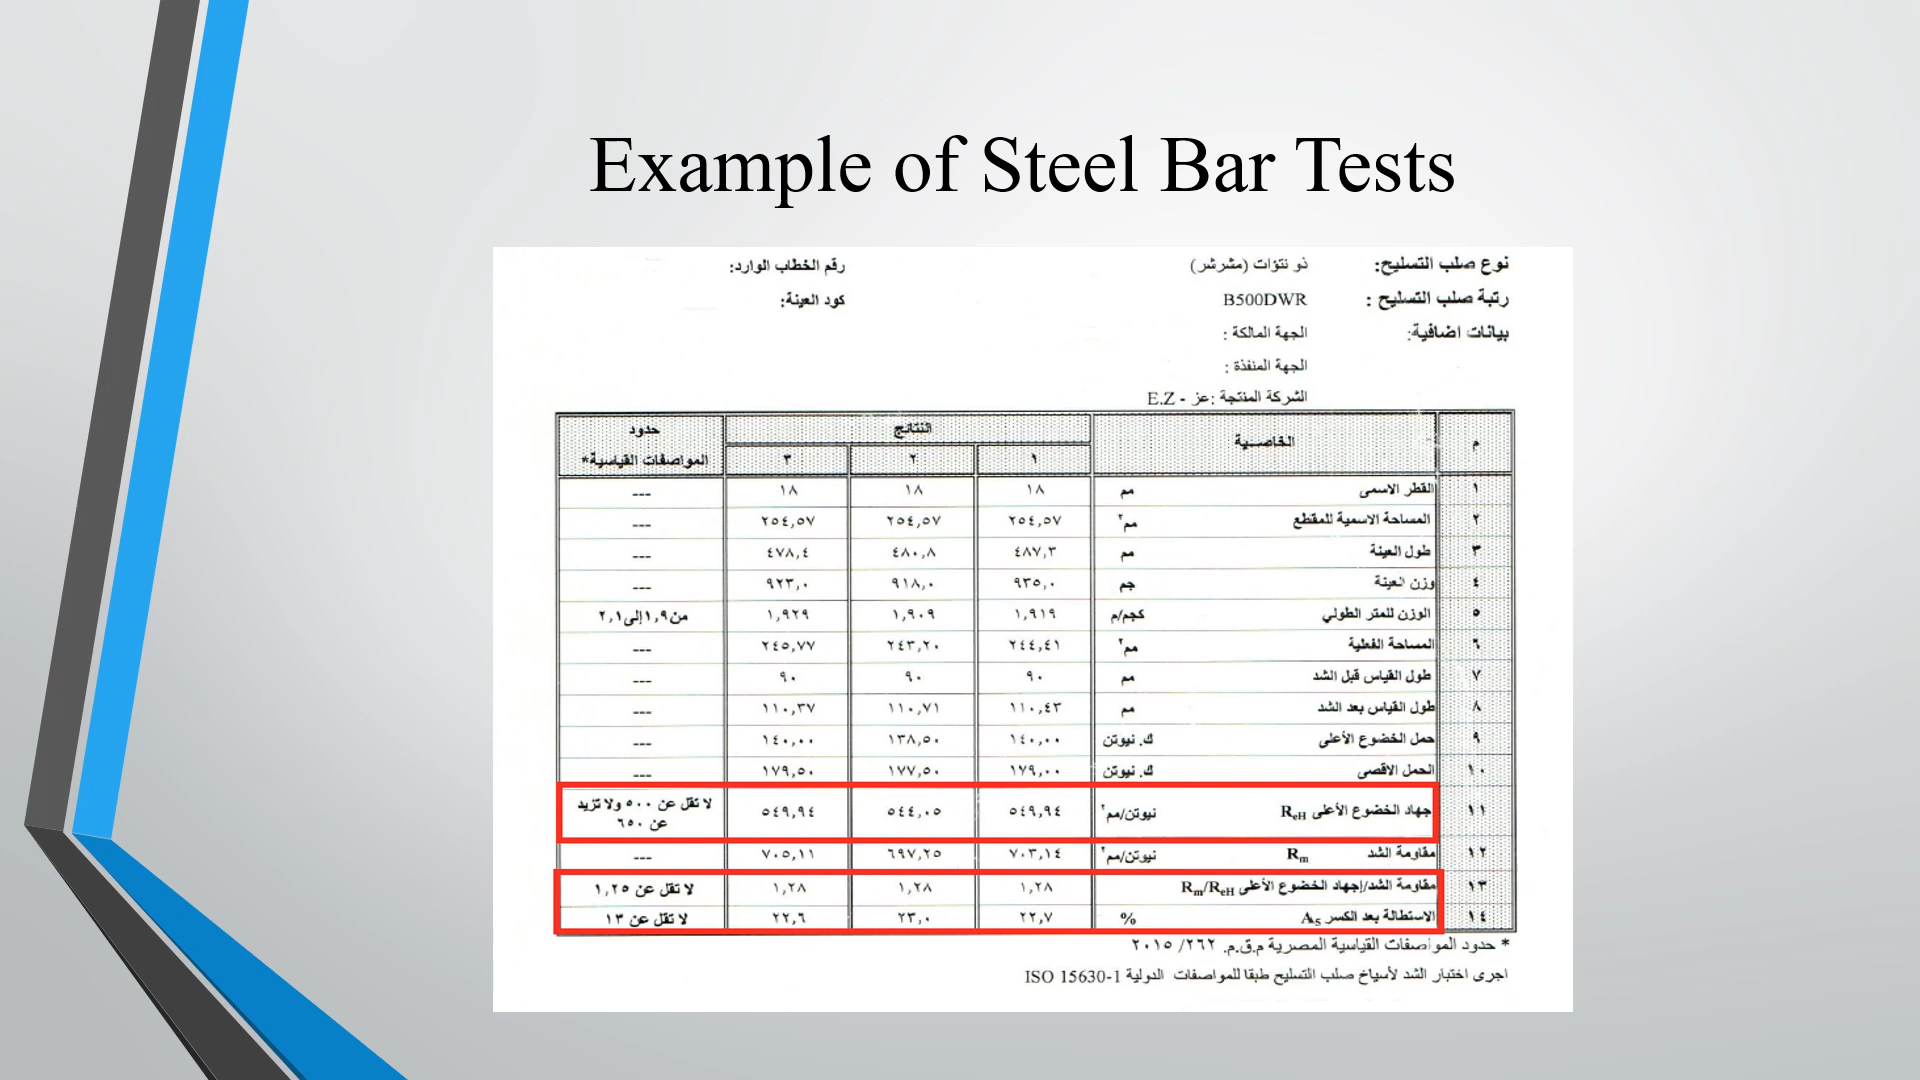 Example of Steel Bar Tests
نوع صلب التسليح: ذو نتؤات (مشرشر) رقم الخطاب الوارد:
رتبة صلب التسليح : B500DWR كود العينة:
بيانات اضافية: الجهة المالكة :
الجهة المنفذة :
الشركة المنتجة :عز - E.Z
م الخاصية النتائج حدود المواصفات القياسية*
١ ٢ ٣
١ القطر الاسمى مم ١٨ ١٨ ١٨ ---
٢ المساحة الاسمية للمقطع مم٢ ٢٥٤,٥٧ ٢٥٤,٥٧ ٢٥٤,٥٧ ---
٣ طول العينة مم ٤٨٧,٣ ٤٨٠,٨ ٤٧٨,٤ ---
٤ وزن العينة جم ٩٣٥,٠ ٩١٨,٠ ٩٢٣,٠ ---
٥ الوزن للمتر الطولي كجم/م ١,٩١٩ ١,٩٠٩ ١,٩٢٩ من ١,٩ إلى ٢,١
٦ المساحة الفعلية مم٢ ٢٤٤,٤١ ٢٤٣,٢٠ ٢٤٥,٧٧ ---
٧ طول القياس قبل الشد مم ٩٠ ٩٠ ٩٠ ---
٨ طول القياس بعد الشد مم ١١٠,٤٣ ١١٠,٧١ ١١٠,٣٧ ---
٩ حمل الخضوع الأعلى ك. نيوتن ١٤٠,٠٠ ١٣٨,٥٠ ١٤٠,٠٠ ---
١٠ الحمل الاقصى ك. نيوتن ١٧٩,٠٠ ١٧٧,٥٠ ١٧٩,٥٠ ---
١١ جهاد الخضوع الأعلى ReH نيوتن/مم٢ ٥٤٩,٩٤ ٥٤٤,٠٥ ٥٤٩,٩٤ لا تقل عن ٥٠٠ ولا تزيد عن ٦٥٠
١٢ مقاومة الشد Rm نيوتن/مم٢ ٧٠٣,١٤ ٦٩٧,٢٥ ٧٠٥,١١ ---
١٣ مقاومة الشد/إجهاد الخضوع الأعلى Rm/ReH ١,٢٨ ١,٢٨ ١,٢٨ لا تقل عن ١,٢٥
١٤ الاستطالة بعد الكسر A5 % ٢٢,٧ ٢٣,٠ ٢٢,٦ لا تقل عن ١٣
* حدود المواصفات القياسية المصرية م.ق.م. ٢٦٢/ ٢٠١٥
اجرى اختبار الشد لأسياخ صلب التسليح طبقا للمواصفات الدولية ISO 15630-1